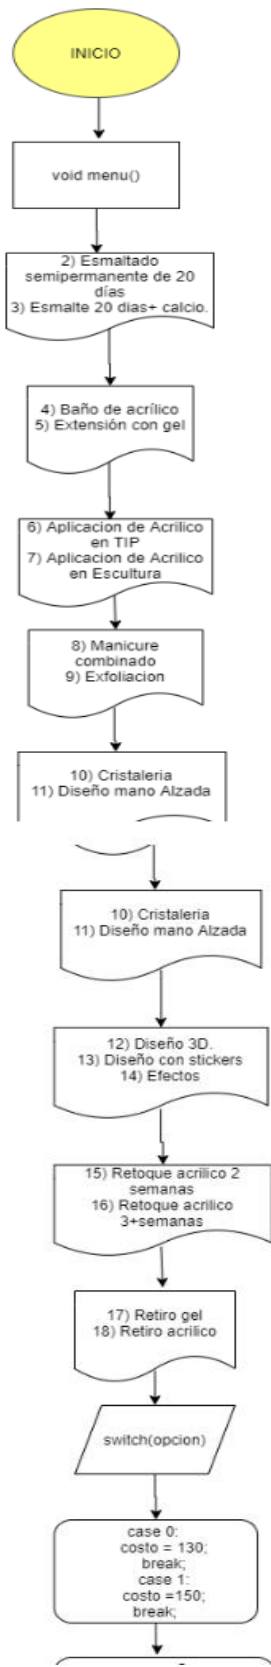 INICIO
void menu()
2) Esmaltado
semipermanente de 20
días
3) Esmalte 20 dias+ calcio.
4) Baño de acrílico
5) Extensión con gel
6) Aplicacion de Acrilico
en TIP
7) Aplicacion de Acrilico
en Escultura
8) Manicure
combinado
9) Exfoliacion
10) Cristaleria
11) Diseño mano Alzada
10) Cristaleria
11) Diseño mano Alzada
12) Diseño 3D.
13) Diseño con stickers
14) Efectos
15) Retoque acrilico 2
semanas
16) Retoque acrilico
3+semanas
17) Retiro gel
18) Retiro acrilico
switch(opcion)
case 0:
costo = 130;
break;
case 1:
costo =150;
break;